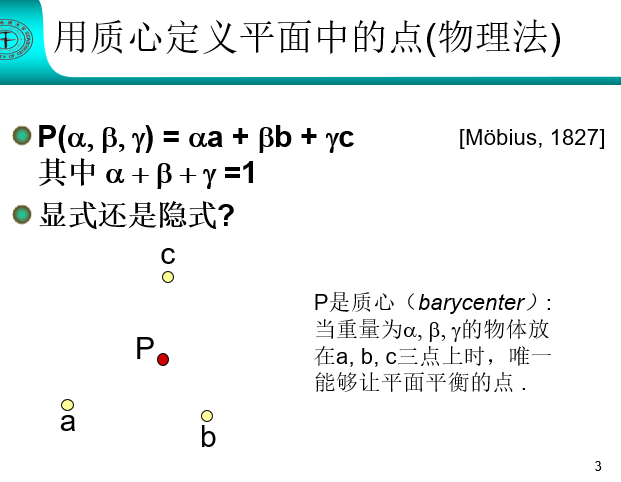 用质心定义平面中的点(物理法)
P(α, β, γ) = αa + βb + γc
[Möbius, 1827]
其中 α + β + γ =1
显式还是隐式?
c
P
a
b
P是质心（barycenter）:
当重量为α, β, γ的物体放
在a, b, c三点上时，唯一
能够让平面平衡的点 .
3